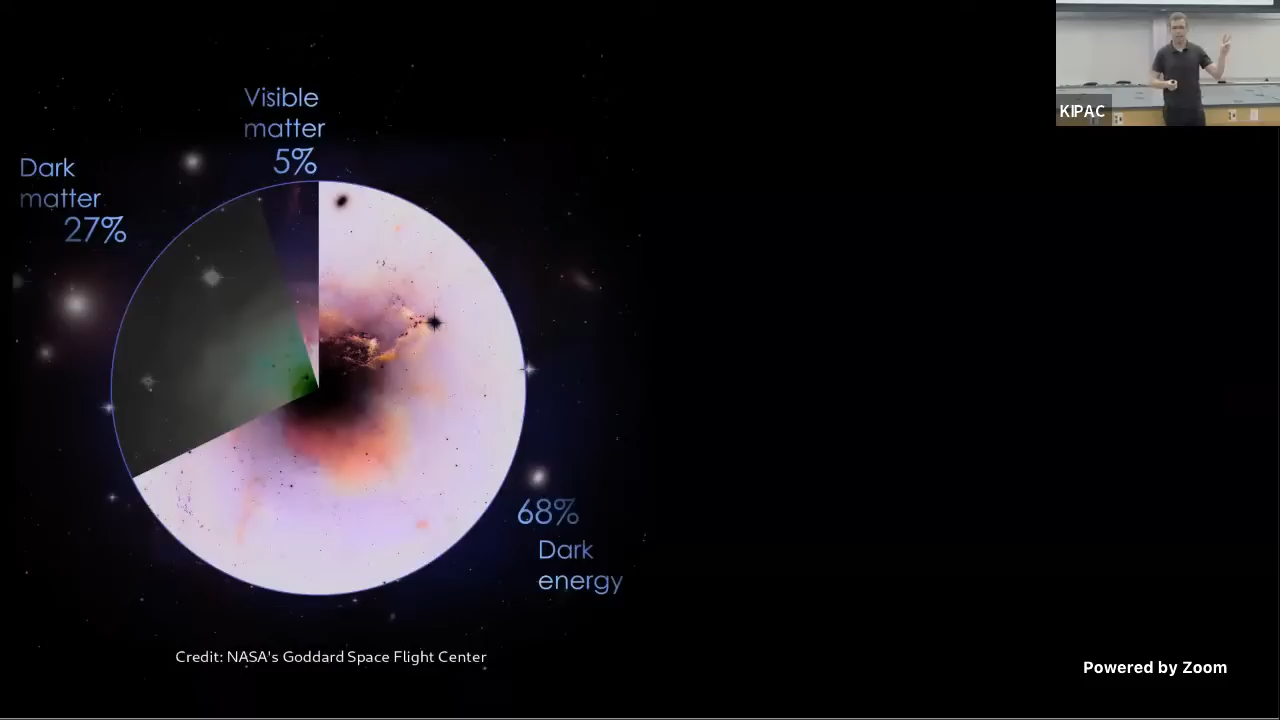 Visible
matter
5%
Dark
matter
27%
68%
Dark
energy
Credit: NASA's Goddard Space Flight Center
KIPAC
Powered by Zoom